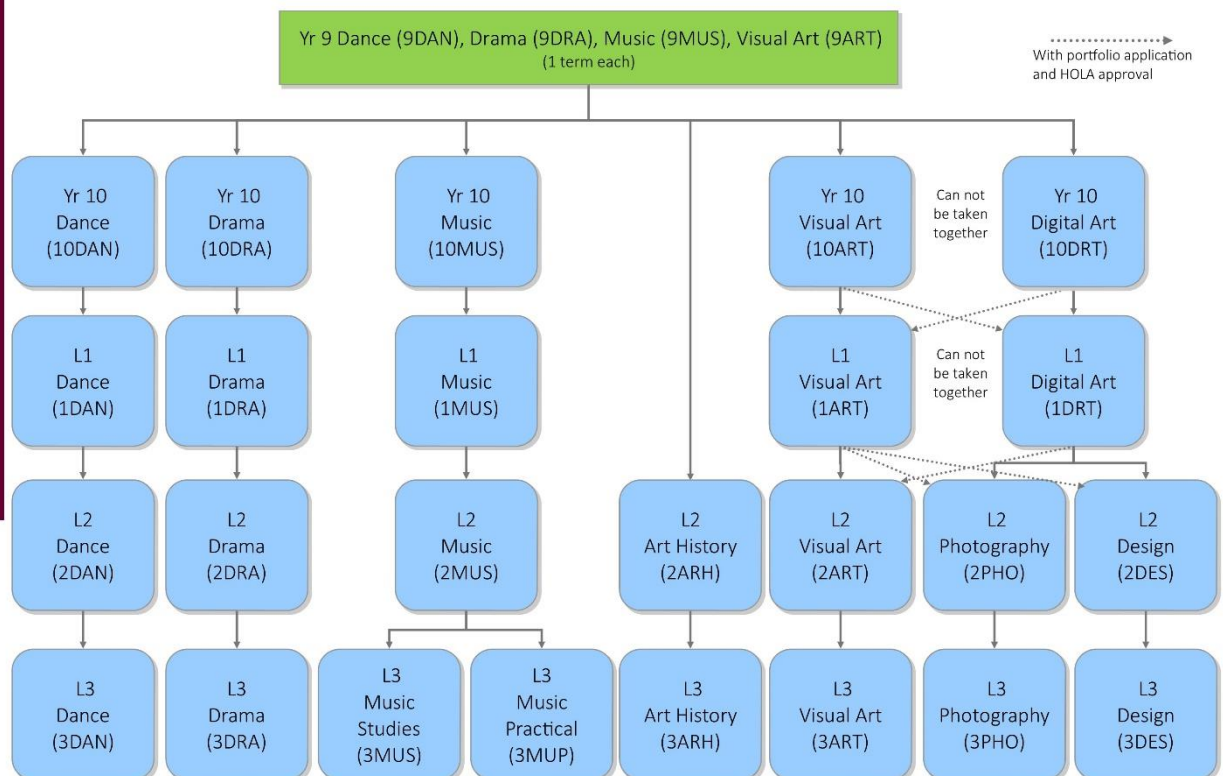 Yr 9 Dance (9DAN), Drama (9DRA), Music (9MUS), Visual Art (9ART)
(1 term each)
With portfolio application
and HOLA approval
Yr 10
Dance
(10DAN)
Yr 10
Drama
(10DRA)
Yr 10
Music
(10MUS)
Yr 10
Visual Art
(10ART)
Can not
be taken
together
Yr 10
Digital Art
(10DRT)
L1
Dance
(1DAN)
L1
Drama
(1DRA)
L1
Music
(1MUS)
L1
Visual Art
(1ART)
Can not
be taken
together
L1
Digital Art
(1DRT)
L2
Dance
(2DAN)
L2
Drama
(2DRA)
L2
Music
(2MUS)
L2
Art History
(2ARH)
L2
Visual Art
(2ART)
L2
Photography
(2PHO)
L2
Design
(2DES)
L3
Dance
(3DAN)
L3
Drama
(3DRA)
L3
Music
Studies
(3MUS)
L3
Music
Practical
(3MUP)
L3
Art History
(3ARH)
L3
Visual Art
(3ART)
L3
Photography
(3PHO)
L3
Design
(3DES)